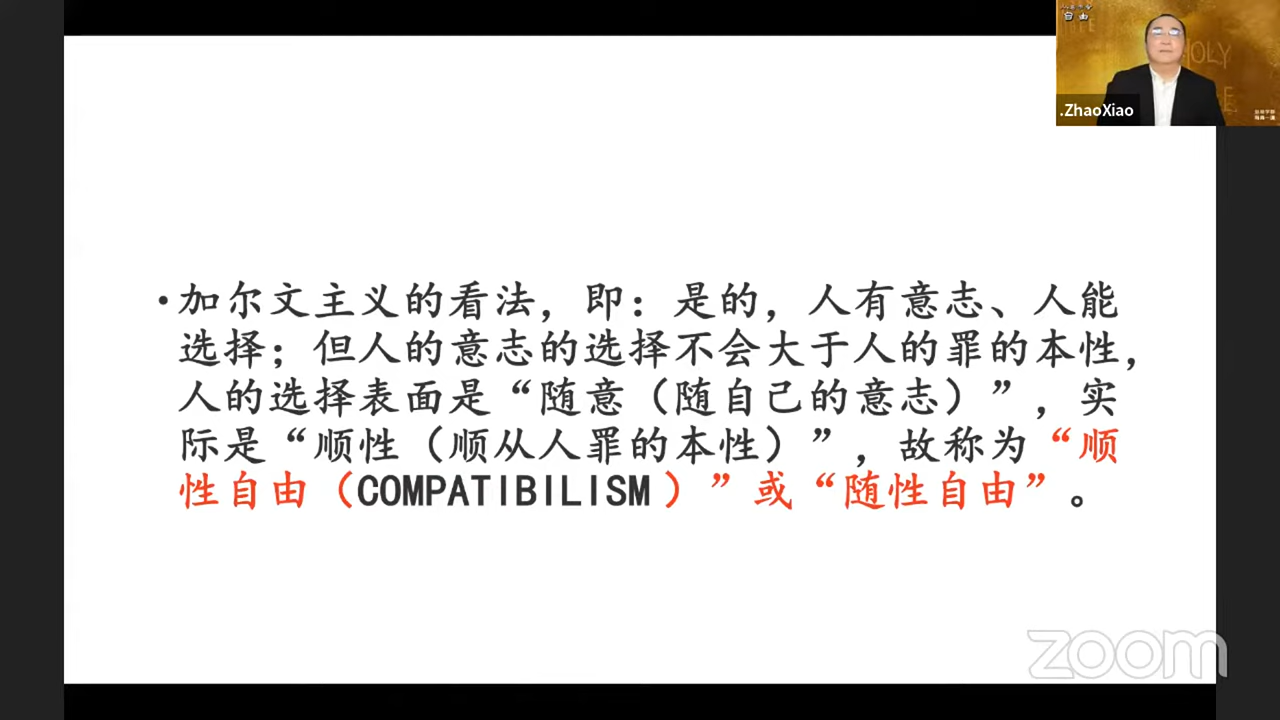 自由
HOLY
.ZhaoXiao
•加尔文主义的看法，即：是的，人有意志、人能
选择；但人的意志的选择不会大于人的罪的本性，
人的选择表面是“随意（随自己的意志）”，实
际是“顺性（顺从人罪的本性）”，故称为“顺
性自由（COMPATIBILISM）”或“随性自由”。
zoom